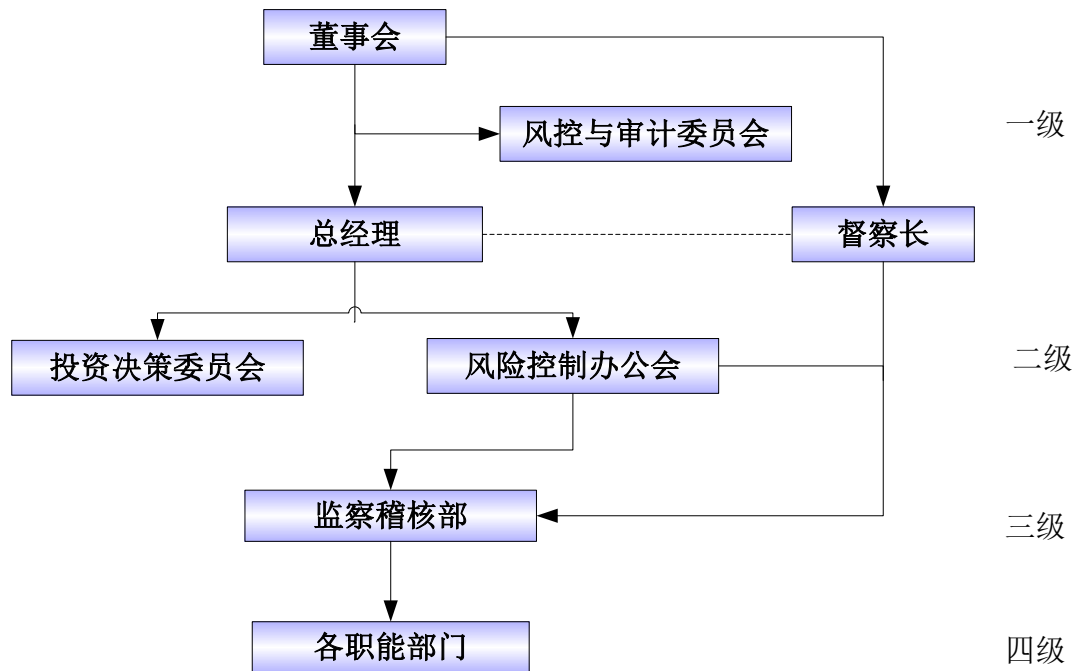 董事会
风控与审计委员会
一级
总经理
督察长
投资决策委员会
风险控制办公会
二级
监察稽核部
三级
各职能部门
四级